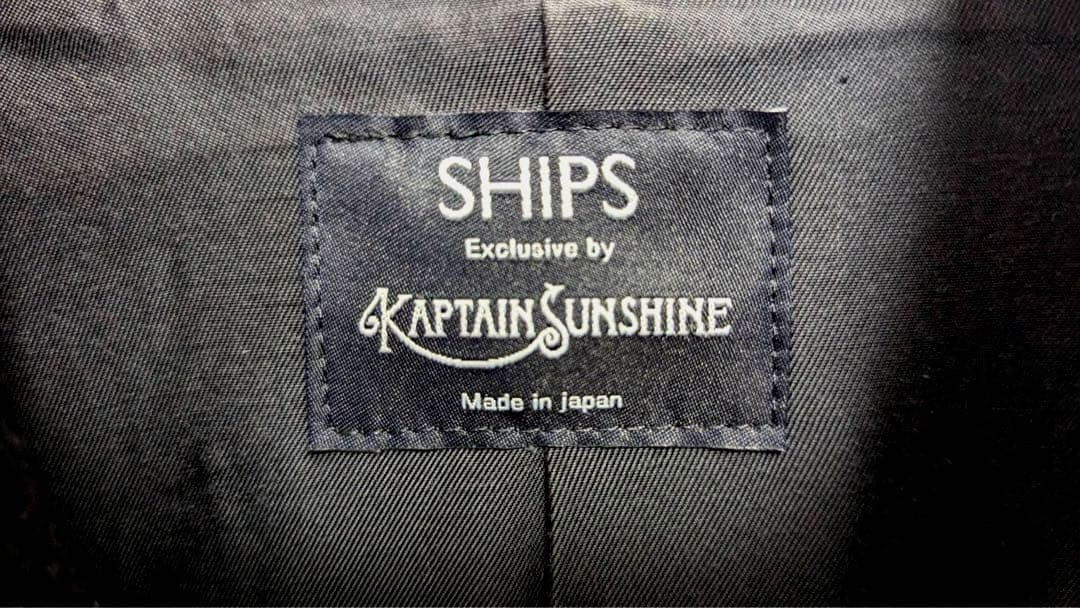 SHIPS
Exclusive by
KAPTAIN SUNSHINE
Made in japan